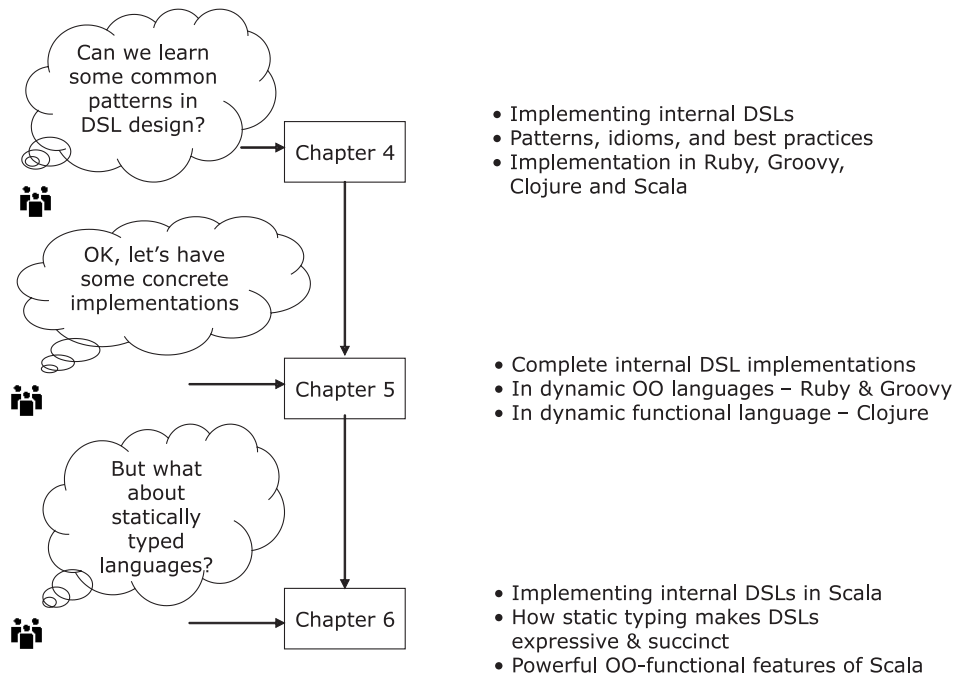 Can we learn
some common
patterns in
DSL design?
Chapter 4
• Implementing internal DSLs
• Patterns, idioms, and best practices
• Implementation in Ruby, Groovy,
Clojure and Scala
OK, let's have
some concrete
implementations
Chapter 5
• Complete internal DSL implementations
• In dynamic OO languages – Ruby & Groovy
• In dynamic functional language – Clojure
But what
about
statically
typed
languages?
Chapter 6
• Implementing internal DSLs in Scala
• How static typing makes DSLs
expressive & succinct
• Powerful OO-functional features of Scala